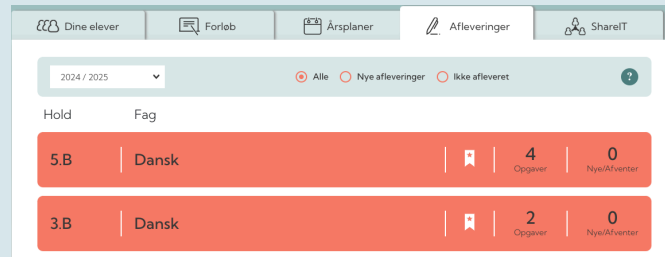 Dine elever Forløb Årsplaner Afleveringer ShareIT
2024 / 2025 Alle Nye afleveringer Ikke afleveret ?
Hold Fag
5.B Dansk 4 0
Opgaver Nye/Afventer
3.B Dansk 2 0
Opgaver Nye/Afventer